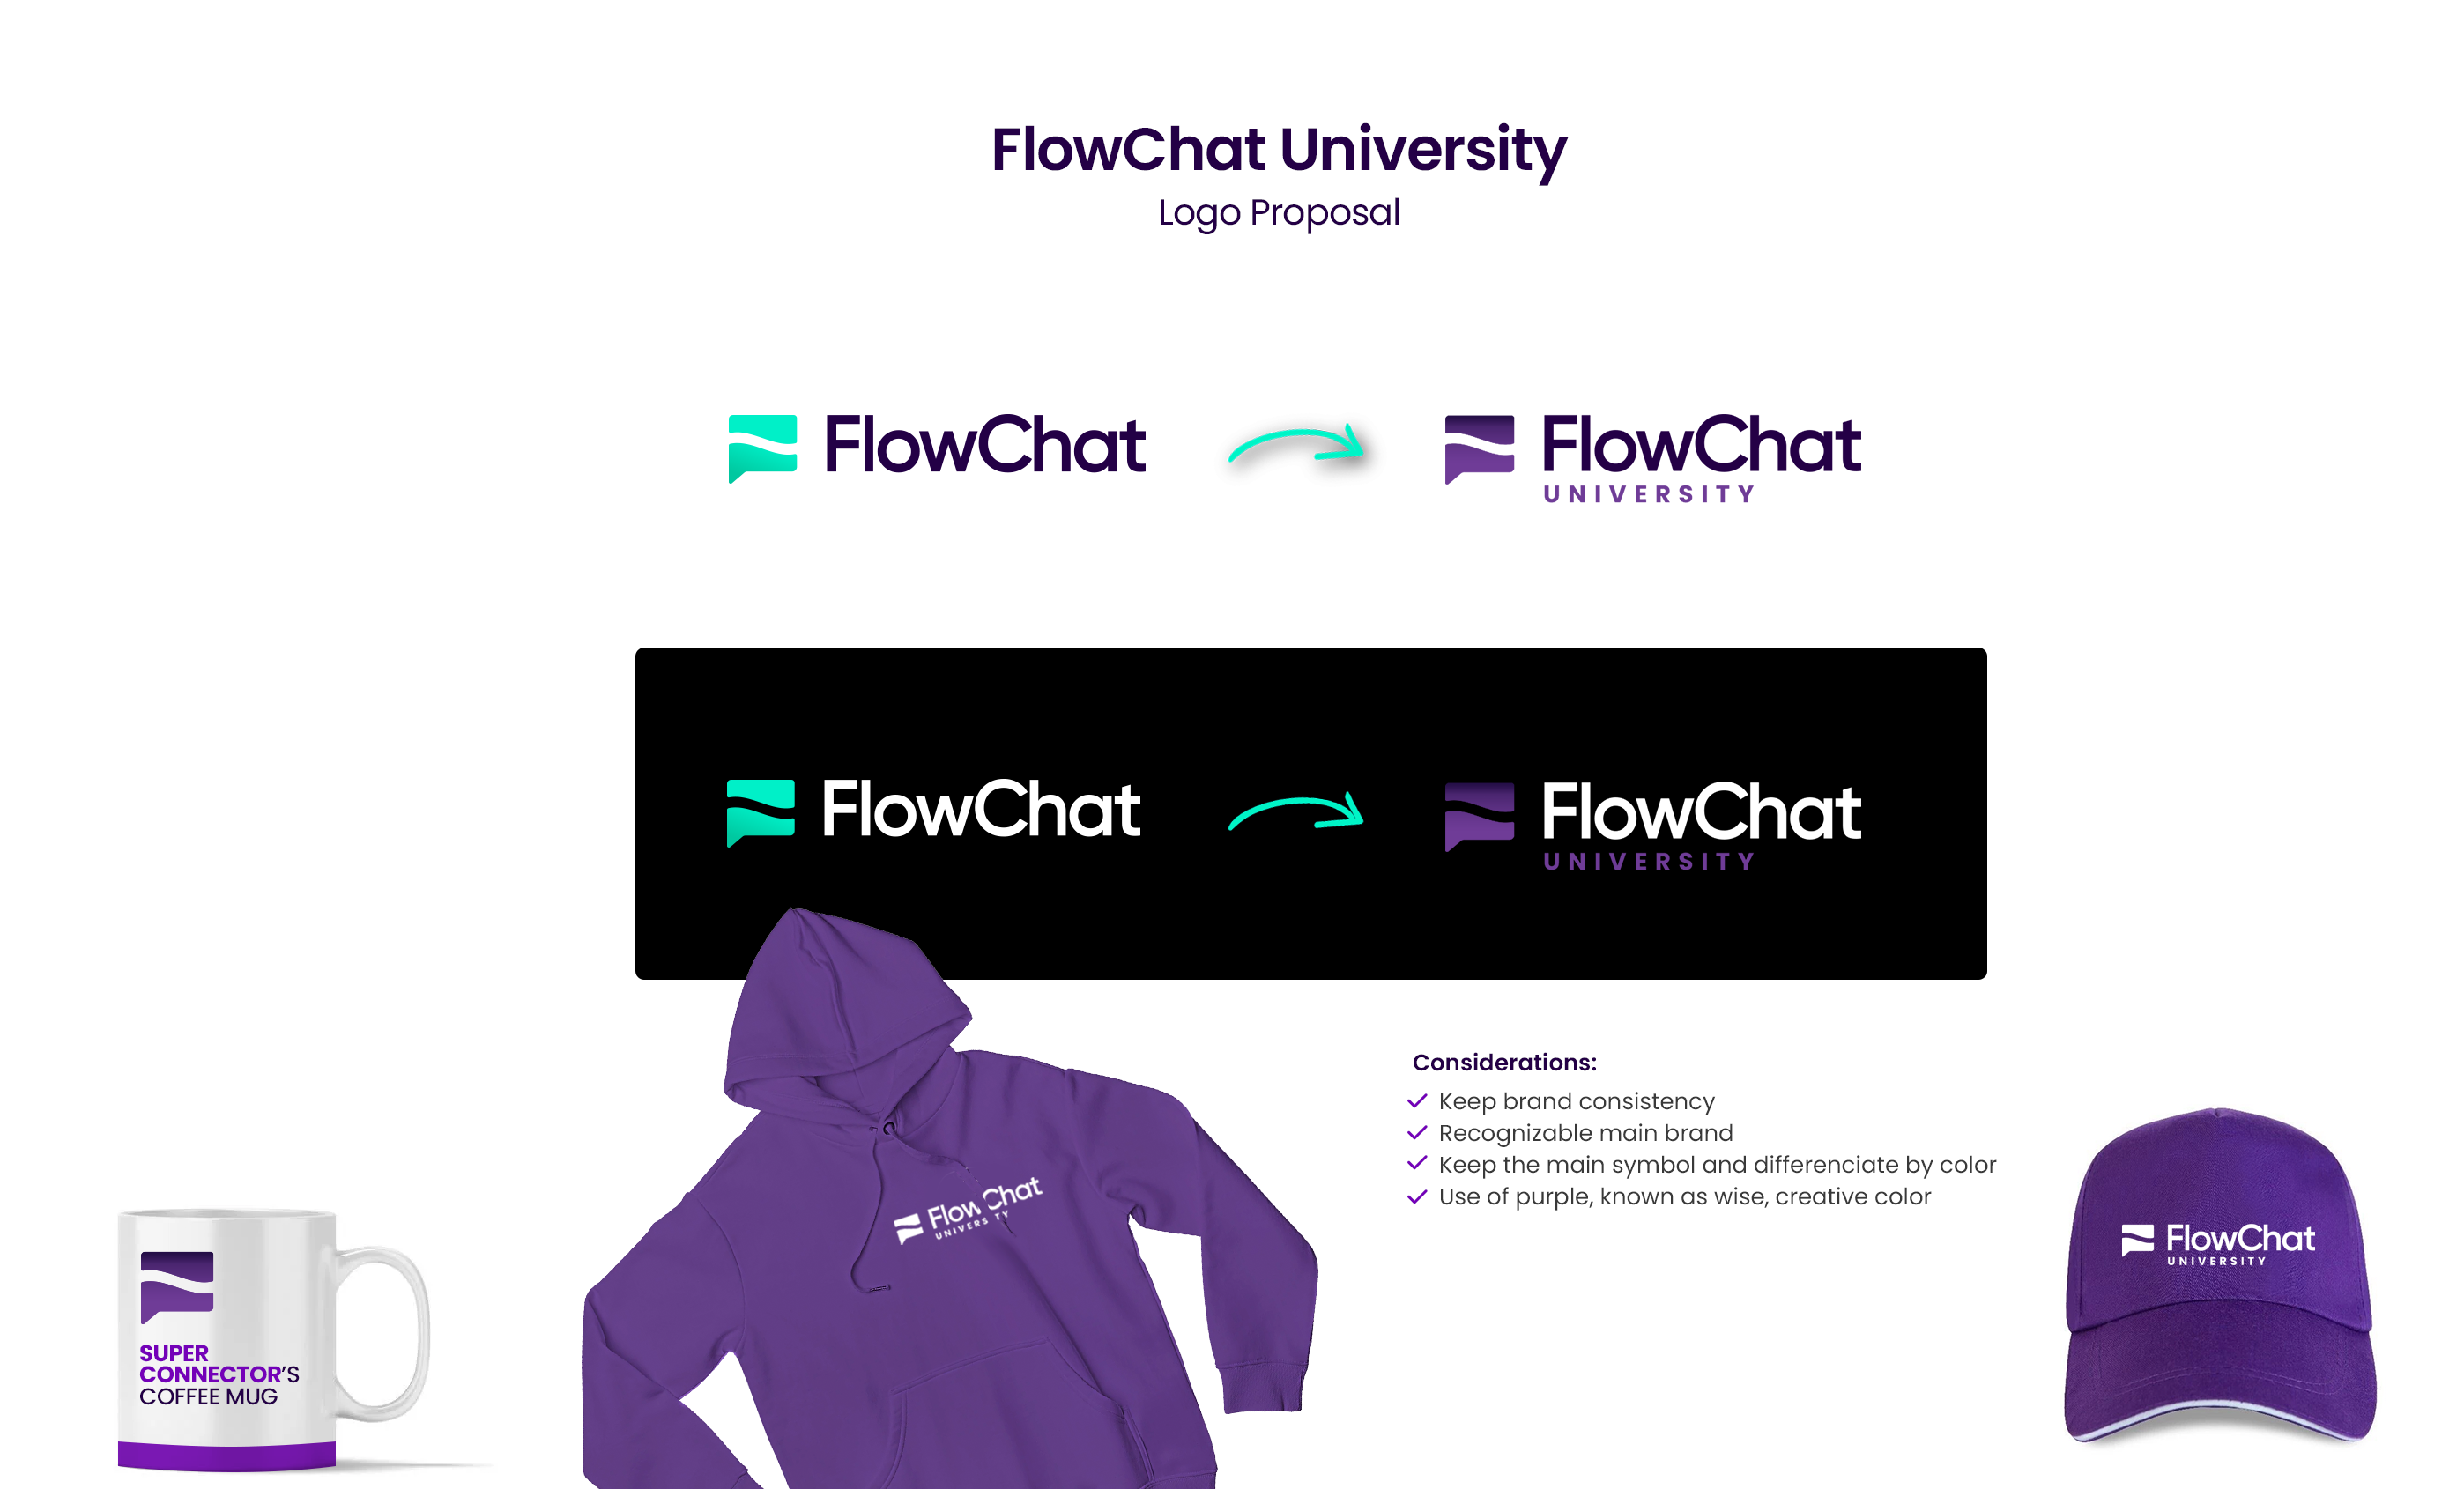 FlowChat University
Logo Proposal
FlowChat
FlowChat
UNIVERSITY
FlowChat
FlowChat
UNIVERSITY
Considerations:
Keep brand consistency
Recognizable main brand
Keep the main symbol and differenciate by color
Use of purple, known as wise, creative color
FlowChat
UNIVERSITY
FlowChat
UNIVERSITY
SUPER
CONNECTOR'S
COFFEE MUG